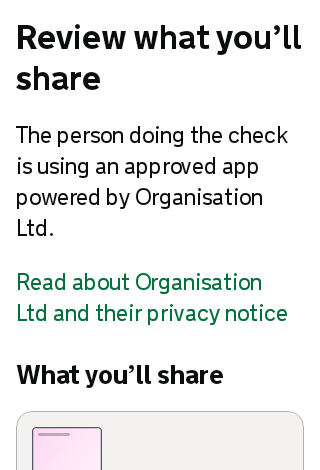 Review what you’ll
share
The person doing the check
is using an approved app
powered by Organisation
Ltd.
Read about Organisation
Ltd and their privacy notice
What you’ll share